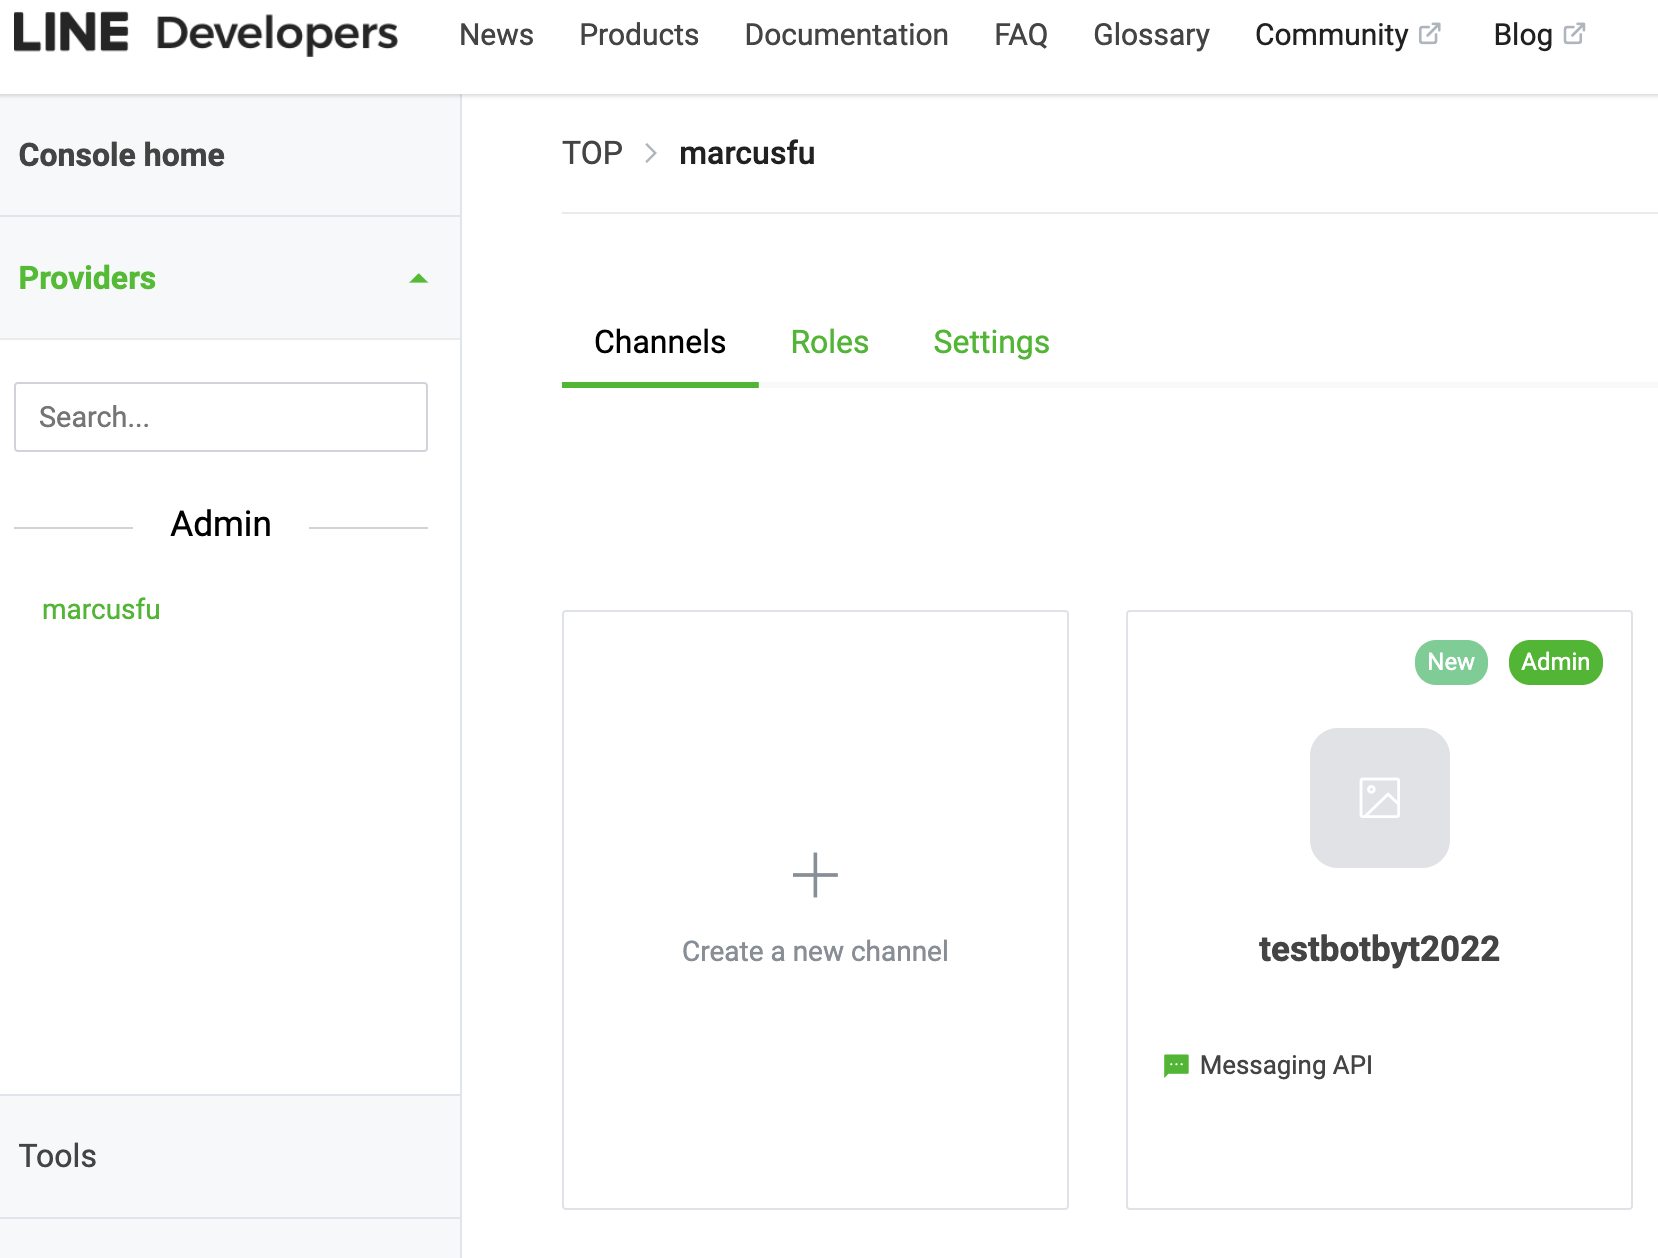 LINE Developers News Products Documentation FAQ Glossary Community Blog
Console home
Providers
Search...
Admin
marcusfu
Tools
TOP > marcusfu
Channels Roles Settings
Create a new channel
New Admin
testbotbyt2022
Messaging API